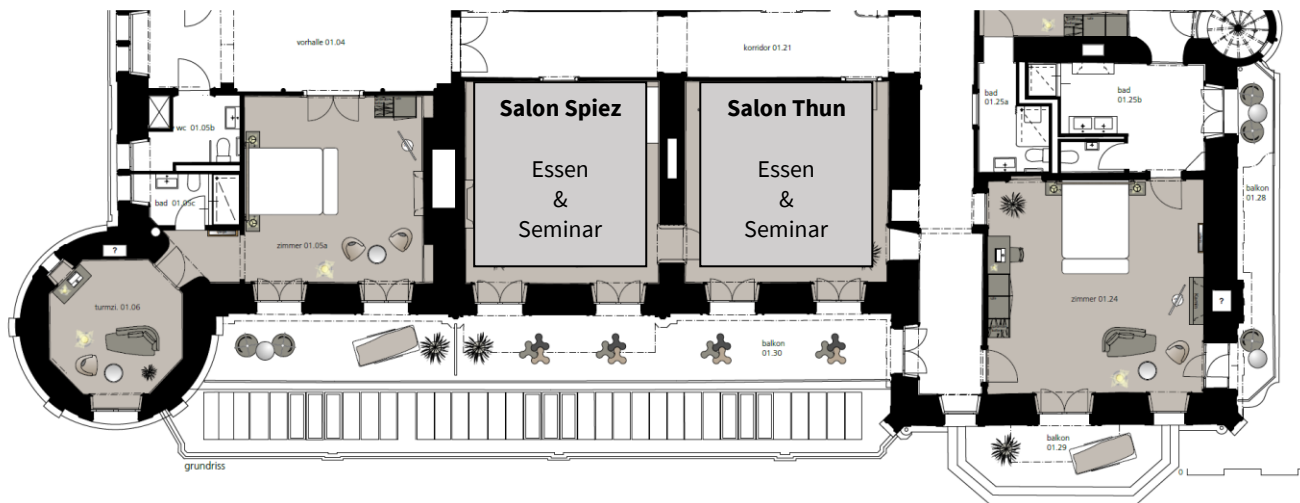 vorhalle 01.04
korridor 01.21
bad
01.25a
bad
01.25b
wc 01.05b
bad 01.05c
Salon Spiez
Essen
&
Seminar
Salon Thun
Essen
&
Seminar
balkon
01.28
zimmer 01.05a
?
turmzi. 01.06
zimmer 01.24
?
balkon
01.30
balkon
01.29
grundriss
0